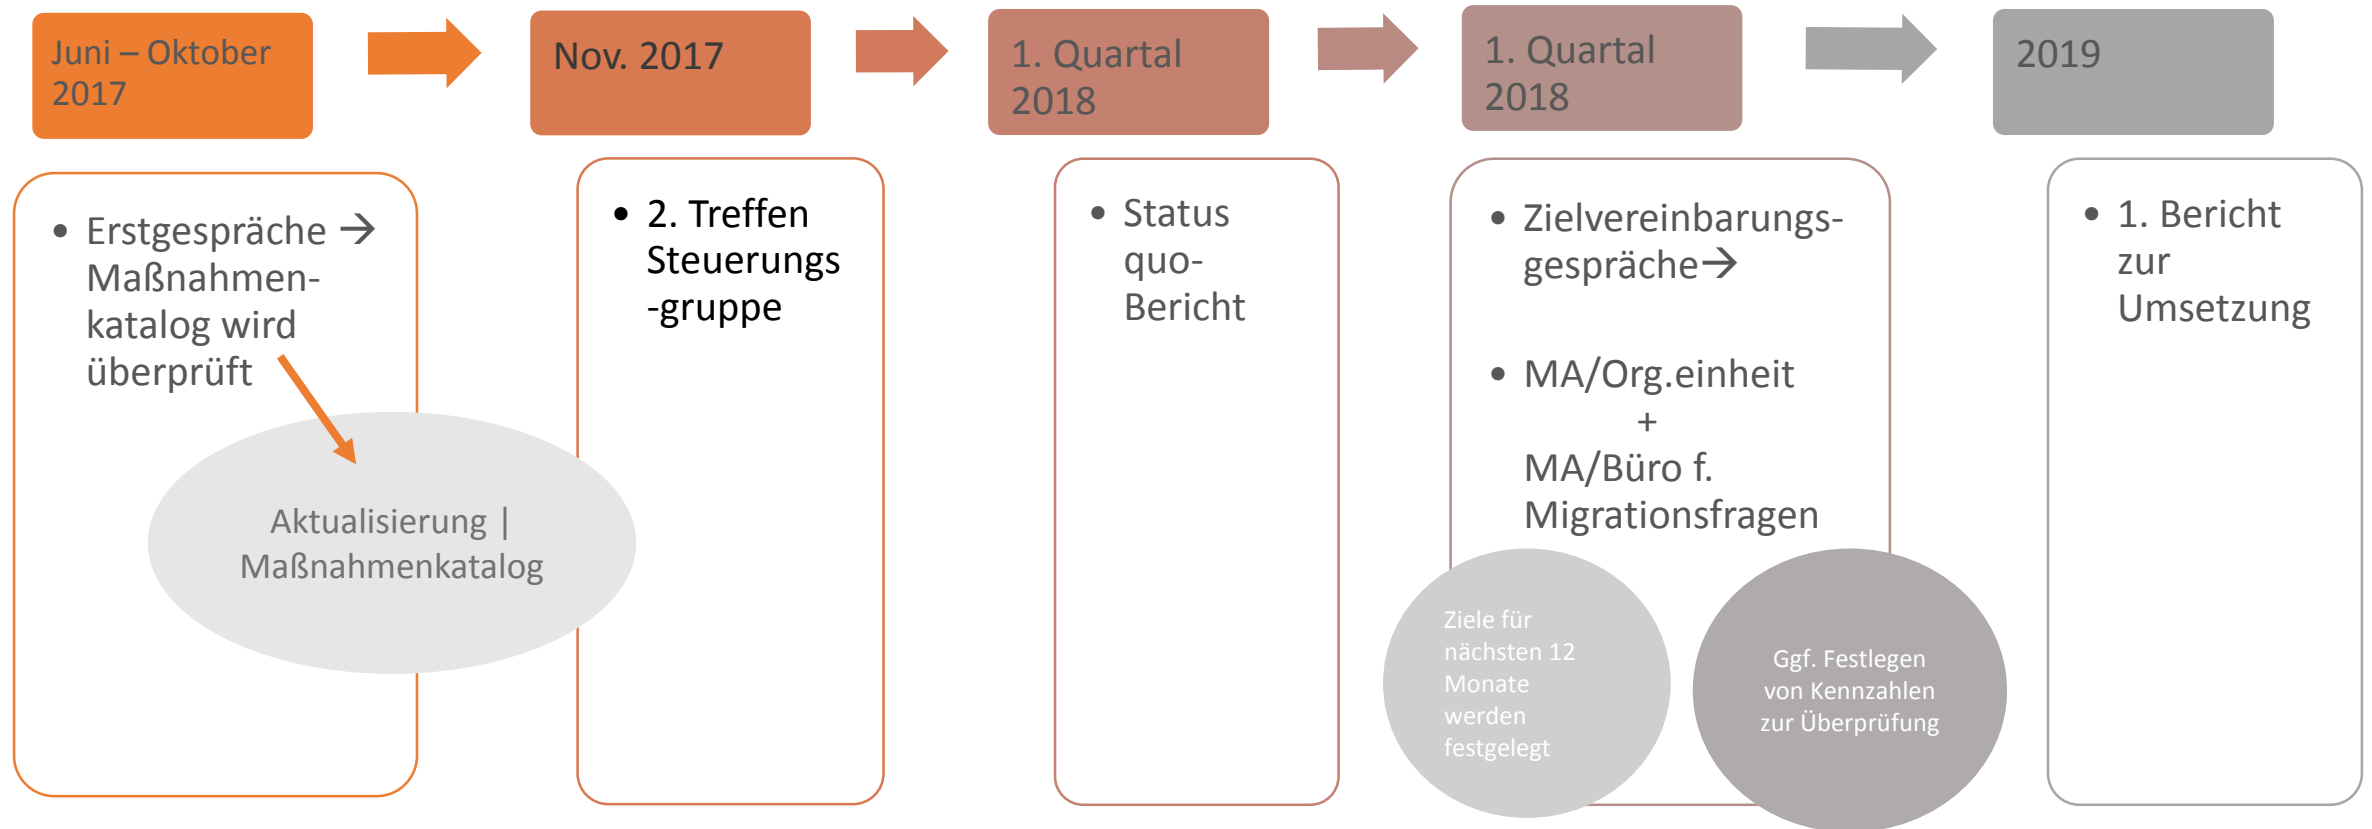 Juni – Oktober
2017
Nov. 2017
1. Quartal
2018
1. Quartal
2018
2019
• Erstgespräche →
Maßnahmen-
katalog wird
überprüft
Aktualisierung |
Maßnahmenkatalog
• 2. Treffen
Steuerungs
-gruppe
• Status
quo-
Bericht
• Zielvereinbarungs-
gespräche→
• MA/Org.einheit
+
MA/Büro f.
Migrationsfragen
Ziele für
nächsten 12
Monate
werden
festgelegt
Ggf. Festlegen
von Kennzahlen
zur Überprüfung
• 1. Bericht
zur
Umsetzung